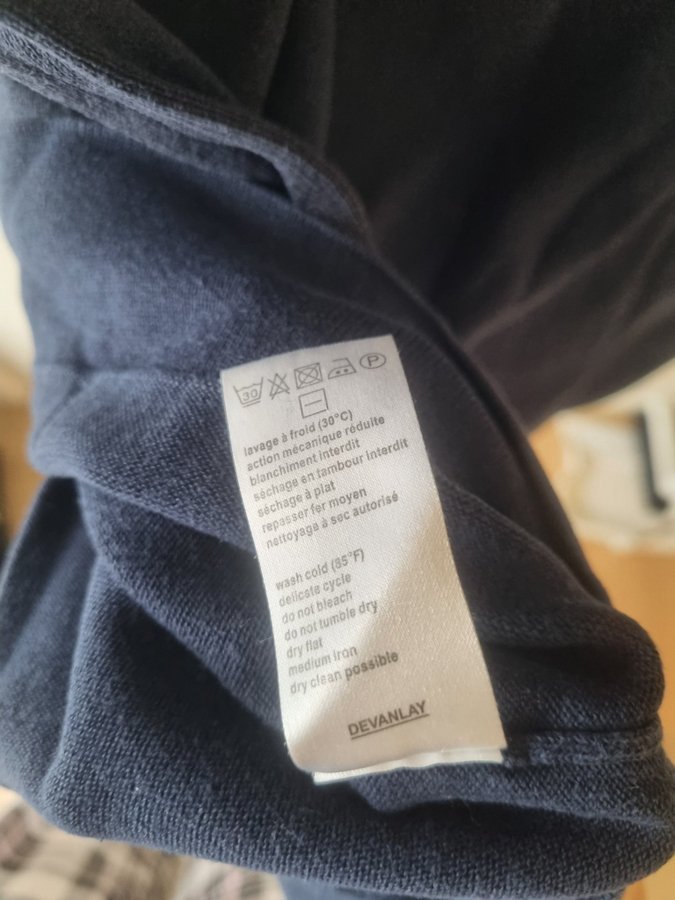 30 P
lavage à froid (30°C)
action mécanique réduite
blanchiment interdit
séchage en tambour interdit
séchage à plat
repasser fer moyen
nettoyage à sec autorisé
wash cold (85°F)
delicate cycle
do not bleach
do not tumble dry
dry flat
medium iron
dry clean possible
DEVANLAY